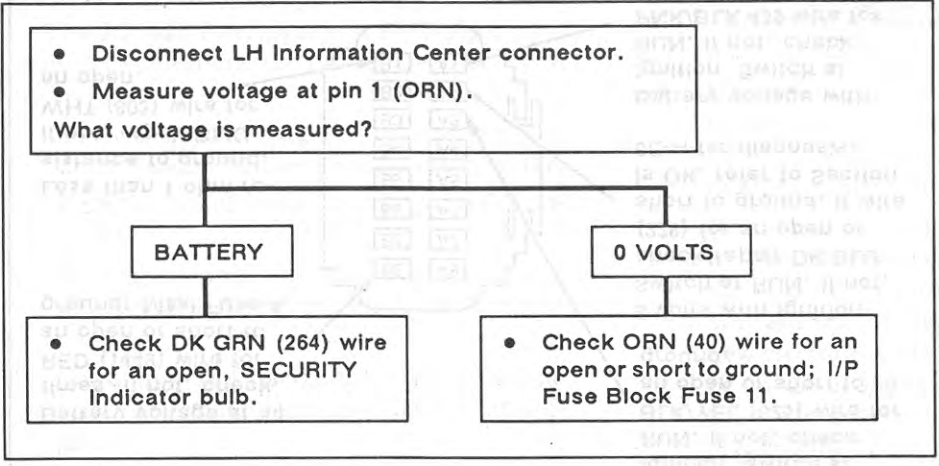 • Disconnect LH Information Center connector.
• Measure voltage at pin 1 (ORN).
What voltage is measured?
BATTERY
0 VOLTS
• Check DK GRN (264) wire
for an open, SECURITY
Indicator bulb.
• Check ORN (40) wire for an
open or short to ground; I/P
Fuse Block Fuse 11.